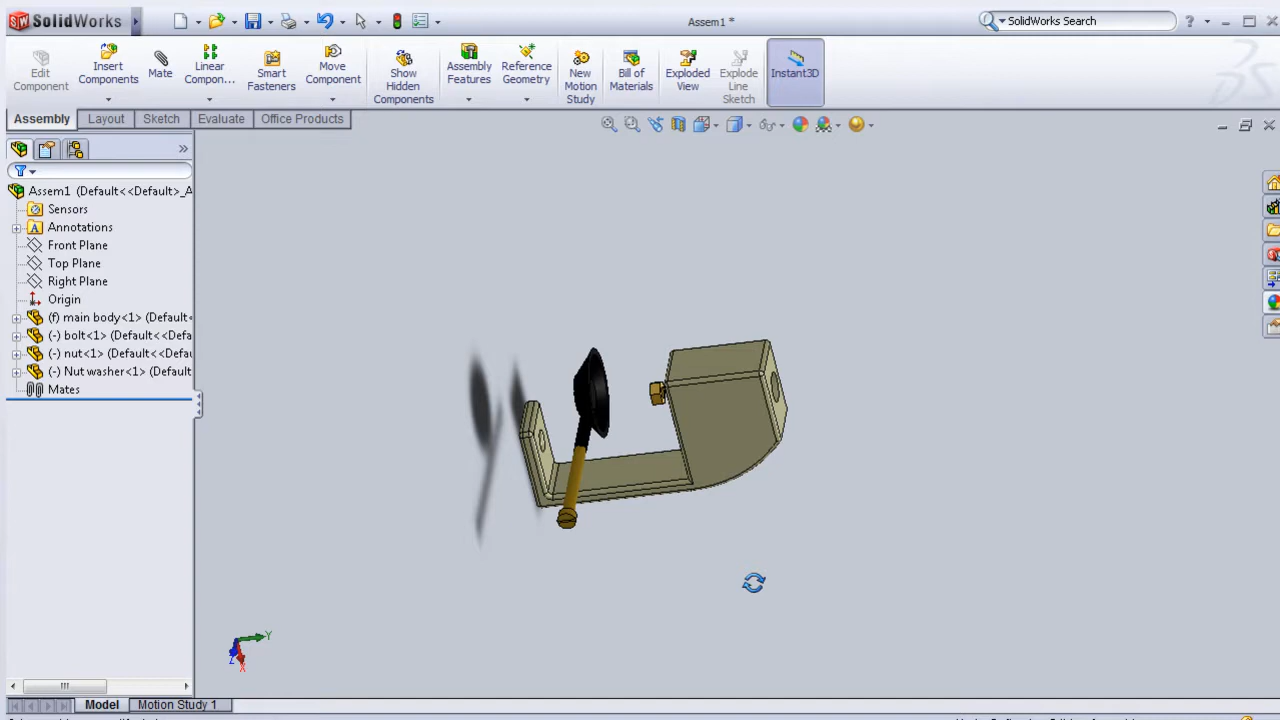 SolidWorks
Assem1 *
SolidWorks Search
Edit Component
Insert Components
Mate
Linear Compon...
Smart Fasteners
Move Component
Show Hidden Components
Assembly Features
Reference Geometry
New Motion Study
Bill of Materials
Exploded View
Explode Line Sketch
Instant3D
Assembly
Layout
Sketch
Evaluate
Office Products
Assem1 (Default<<Default>_A
Sensors
Annotations
Front Plane
Top Plane
Right Plane
Origin
(f) main body<1> (Default<
(-) bolt<1> (Default<<Defa
(-) nut<1> (Default<<Defau
(-) Nut washer<1> (Default
Mates
Y
Z
X
Model
Motion Study 1